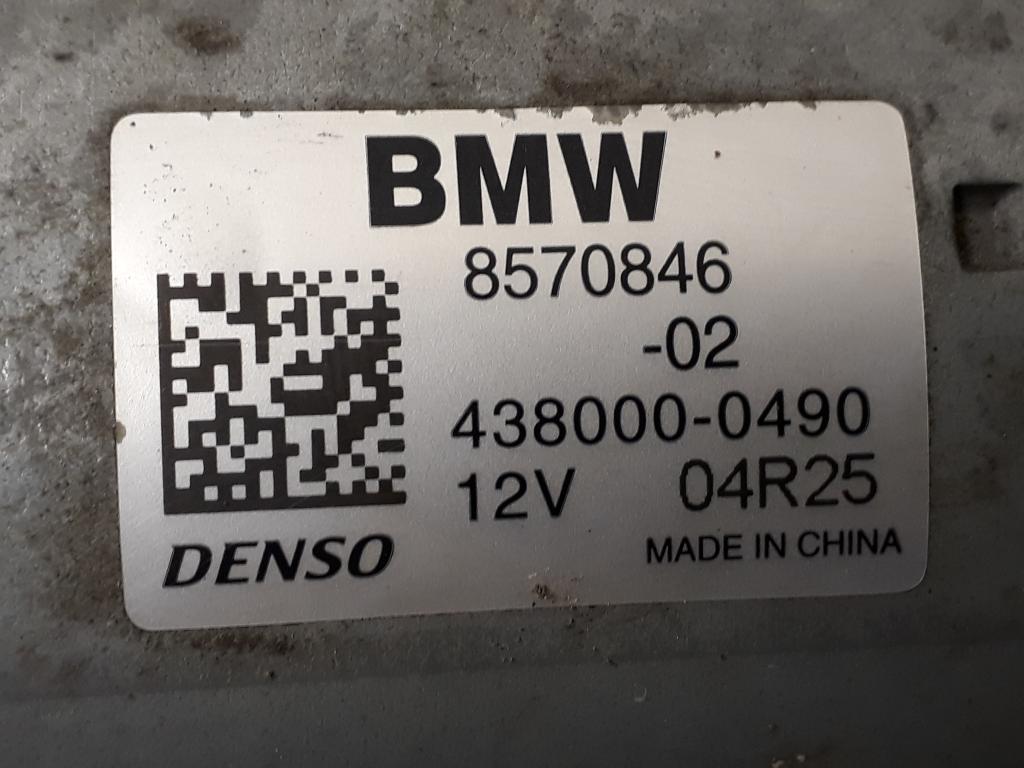 BMW
8570846
-02
438000-0490
12V 04R25
DENSO
MADE IN CHINA